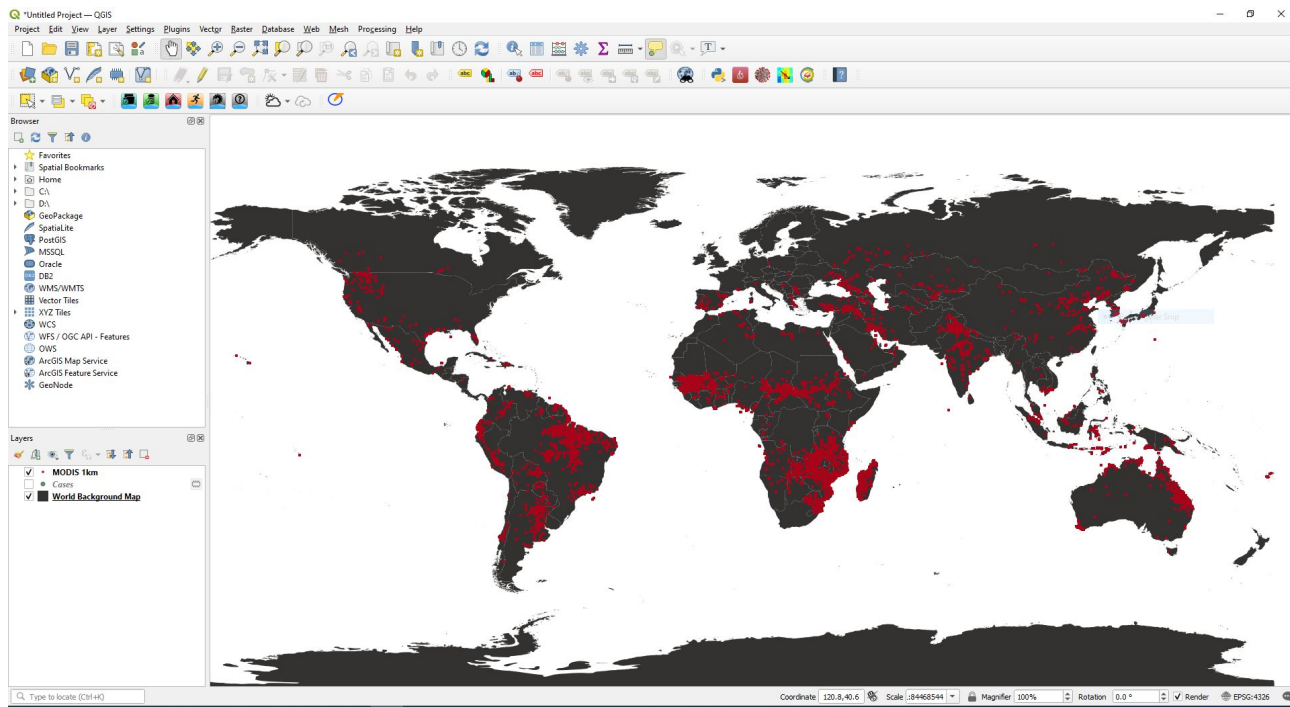 *Untitled Project — QGIS
Project Edit View Layer Settings Plugins Vector Raster Database Web Mesh Processing Help
Browser
Favorites
Spatial Bookmarks
Home
C:\
D:\
GeoPackage
SpatiaLite
PostGIS
MSSQL
Oracle
DB2
WMS/WMTS
Vector Tiles
XYZ Tiles
WCS
WFS / OGC API - Features
OWS
ArcGIS Map Service
ArcGIS Feature Service
GeoNode
Layers
MODIS 1km
Cases
World Background Map
Type to locate (Ctrl+K)
Coordinate 120.8,40.6 Scale :84468544 Magnifier 100% Rotation 0.0 ° Render EPSG:4326